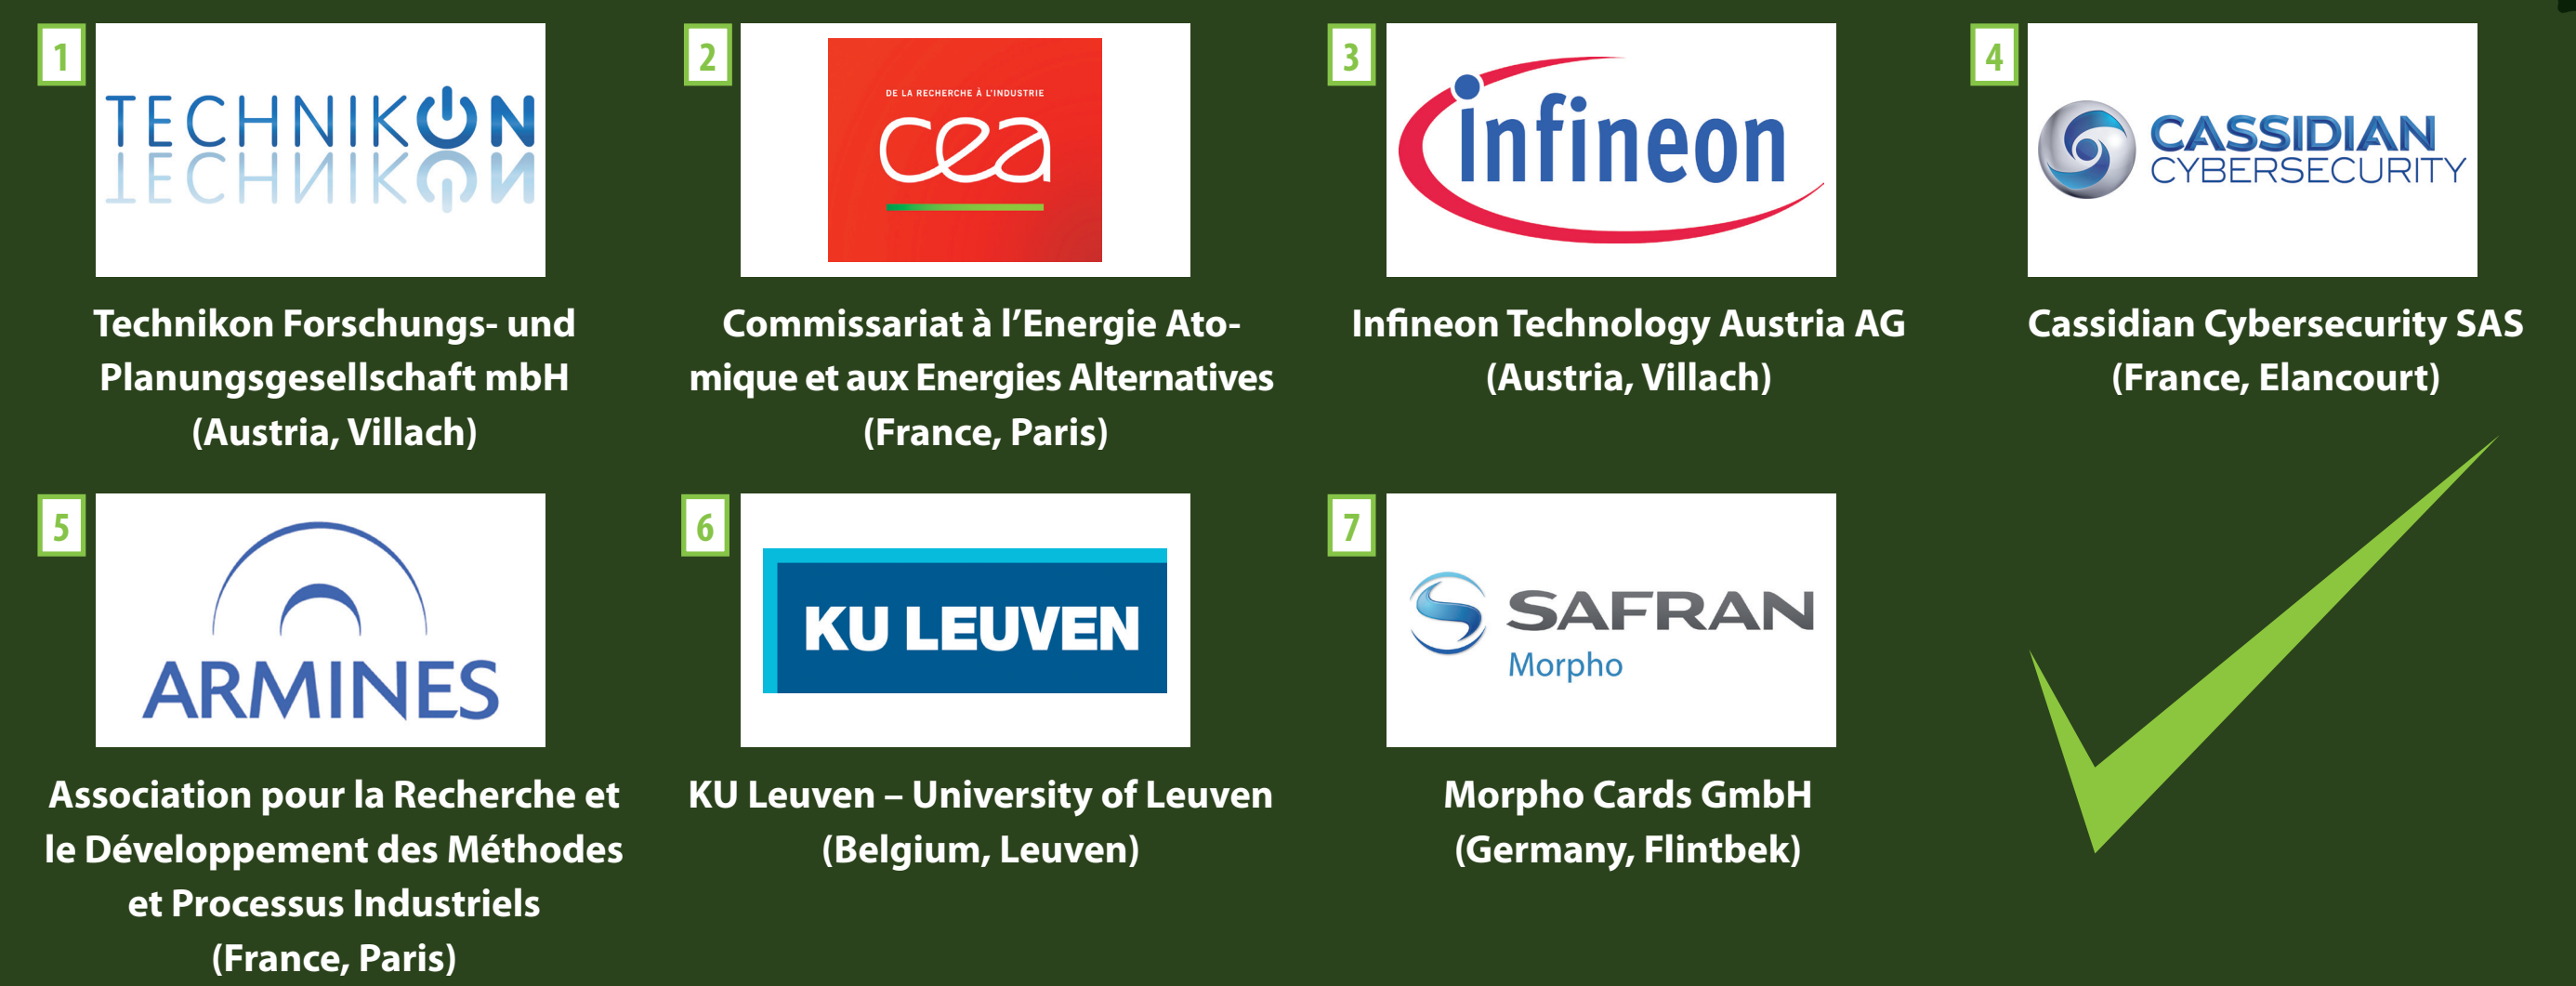 1
TECHNIKON
Technikon Forschungs- und
Planungsgesellschaft mbH
(Austria, Villach)
2
DE LA RECHERCHE À L'INDUSTRIE
cea
Commissariat à l’Energie Ato-
mique et aux Energies Alternatives
(France, Paris)
3
infineon
Infineon Technology Austria AG
(Austria, Villach)
4
CASSIDIAN
CYBERSECURITY
Cassidian Cybersecurity SAS
(France, Elancourt)
5
ARMINES
Association pour la Recherche et
le Développement des Méthodes
et Processus Industriels
(France, Paris)
6
KU LEUVEN
KU Leuven – University of Leuven
(Belgium, Leuven)
7
SAFRAN
Morpho
Morpho Cards GmbH
(Germany, Flintbek)